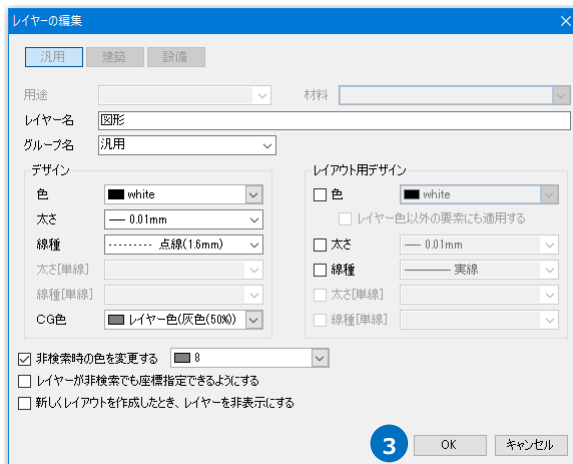 レイヤーの編集
汎用 建築 設備
用途 材料
レイヤー名 図形
グループ名 汎用
デザイン レイアウト用デザイン
色 white 色 white
レイヤー色以外の要素にも適用する
太さ 0.01mm 太さ 0.01mm
線種 点線(1.6mm) 線種 実線
太さ[単線] 太さ[単線]
線種[単線] 線種[単線]
CG色 レイヤー色(灰色(50%))
非検索時の色を変更する 8
レイヤーが非検索でも座標指定できるようにする
新しくレイアウトを作成したとき、レイヤーを非表示にする
3 OK キャンセル